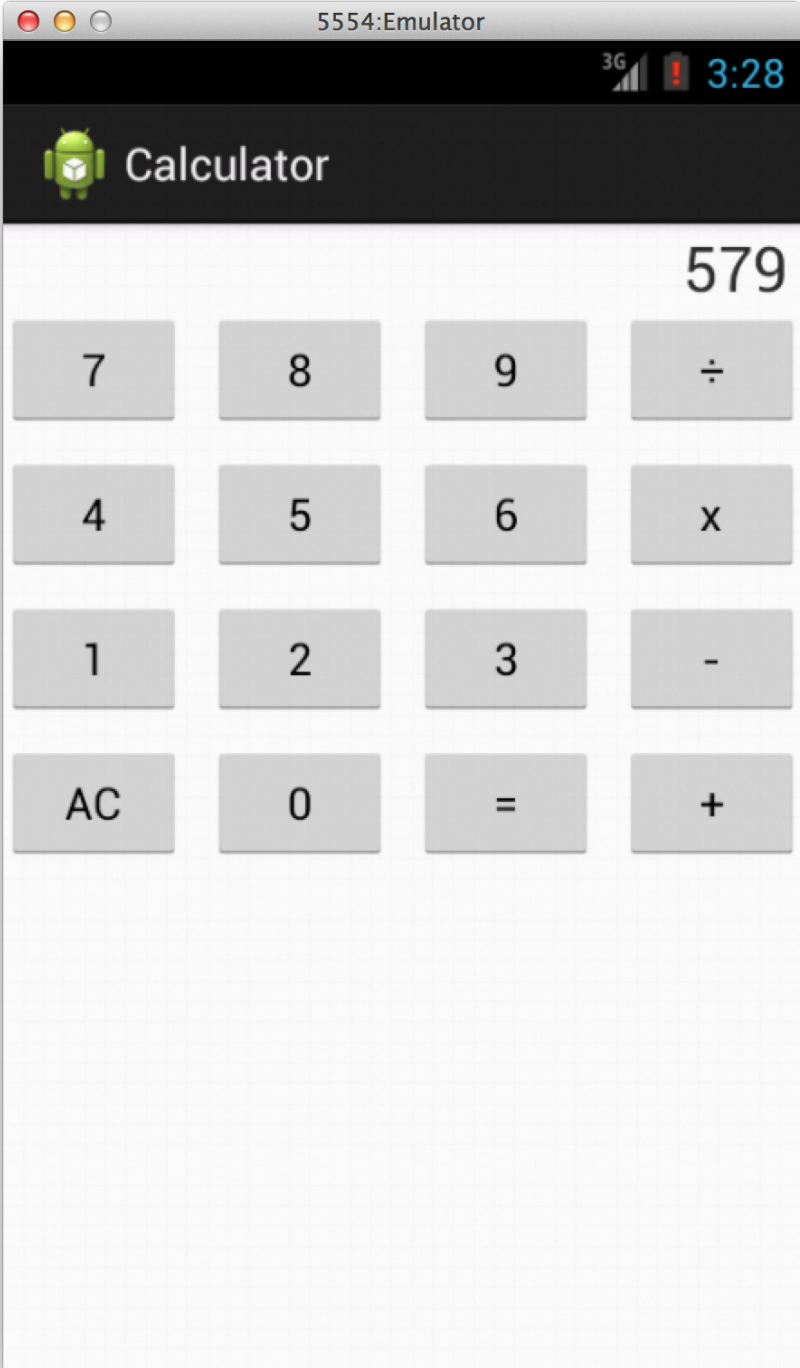 5554:Emulator
3G 3:28
Calculator
579
7 8 9 ÷
4 5 6 x
1 2 3 -
AC 0 = +